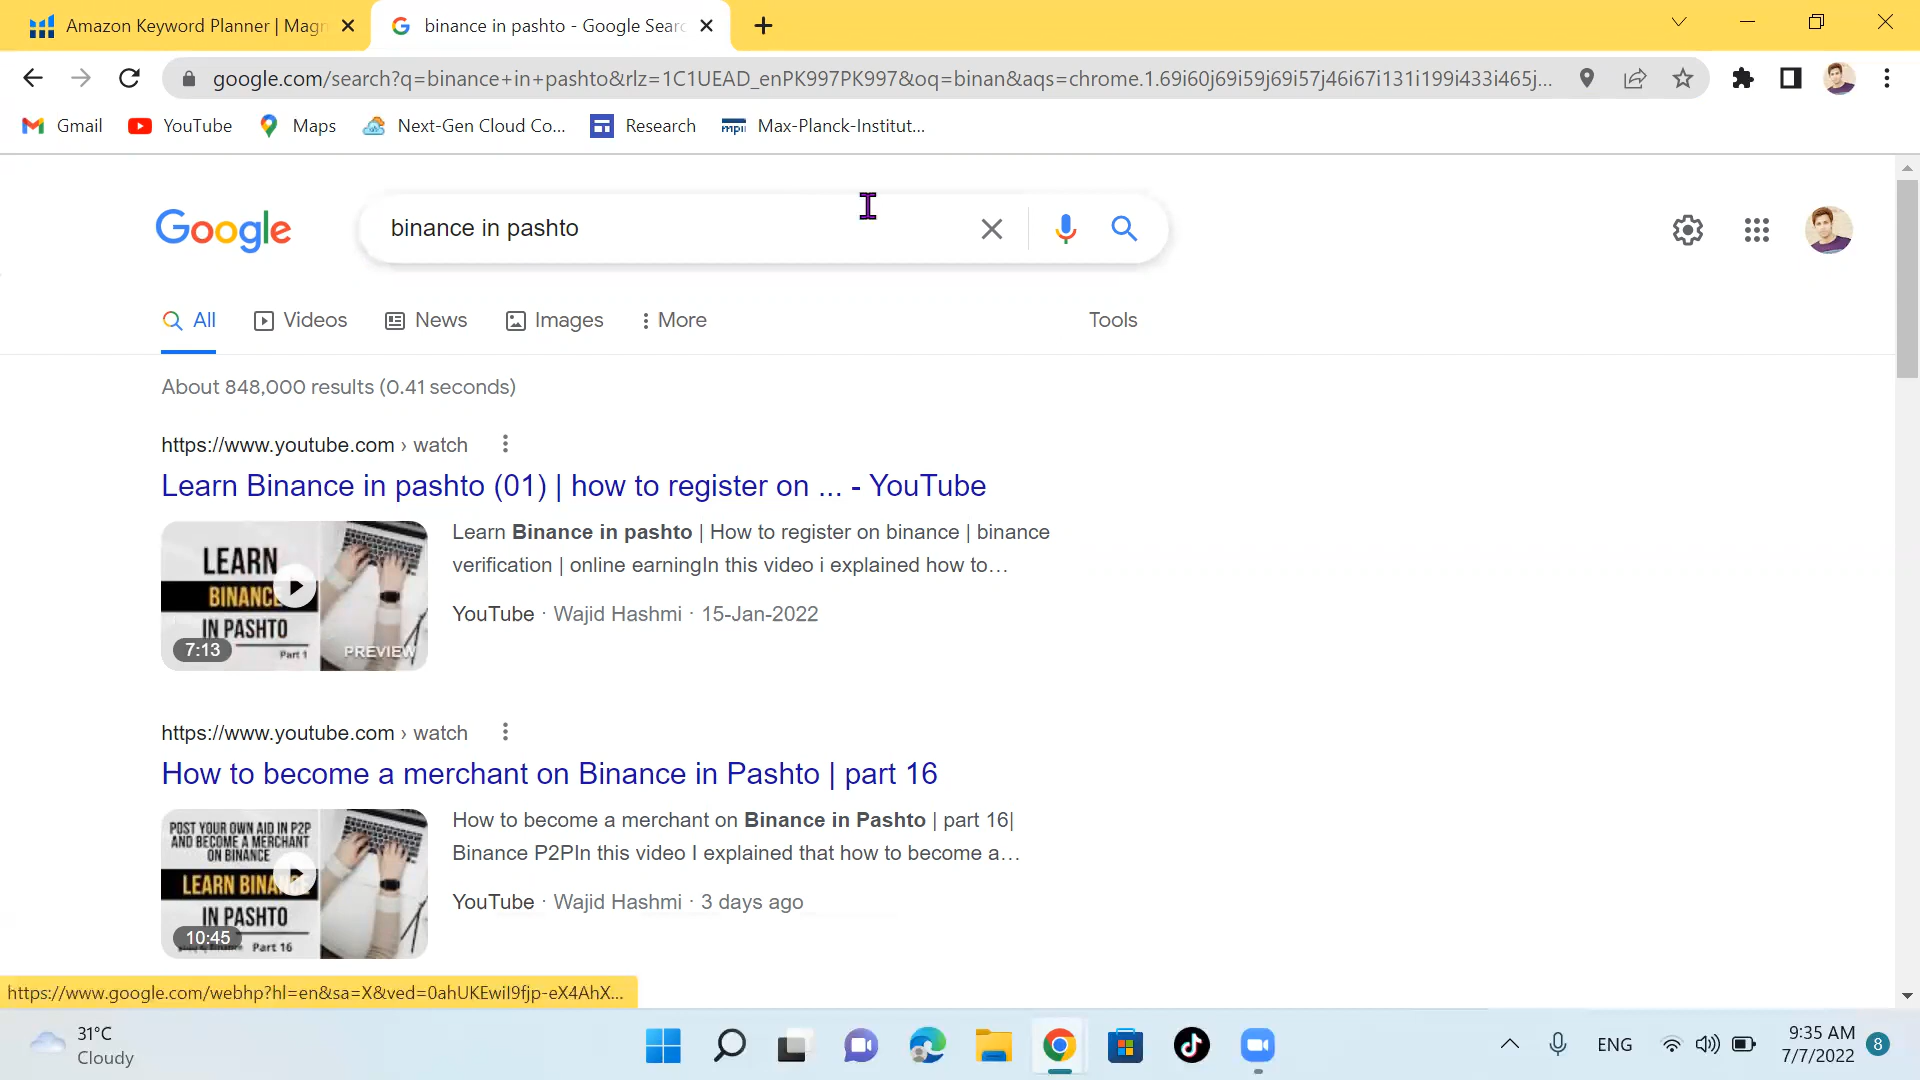 Amazon Keyword Planner | Magn
binance in pashto - Google Searc
google.com/search?q=binance+in+pashto&rlz=1C1UEAD_enPK997PK997&oq=binan&aqs=chrome.1.69i60j69i59j69i57j46i67i131i199i433i465j...
Gmail YouTube Maps Next-Gen Cloud Co... Research mpii Max-Planck-Institut...
Google binance in pashto
All Videos News Images More Tools
About 848,000 results (0.41 seconds)
https://www.youtube.com › watch
Learn Binance in pashto (01) | how to register on ... - YouTube
LEARN
BINANCE
IN PASHTO
Part 1
7:13
PREVIEW
Learn Binance in pashto | How to register on binance | binance
verification | online earningIn this video i explained how to...
YouTube · Wajid Hashmi · 15-Jan-2022
https://www.youtube.com › watch
How to become a merchant on Binance in Pashto | part 16
POST YOUR OWN AID IN P2P
AND BECOME A MERCHANT
ON BINANCE
LEARN BINANCE
IN PASHTO
Part 16
10:45
How to become a merchant on Binance in Pashto | part 16|
Binance P2PIn this video I explained that how to become a...
YouTube · Wajid Hashmi · 3 days ago
https://www.google.com/webhp?hl=en&sa=X&ved=0ahUKEwiI9fjp-eX4AhX...
31°C
Cloudy
ENG
9:35 AM
7/7/2022
8